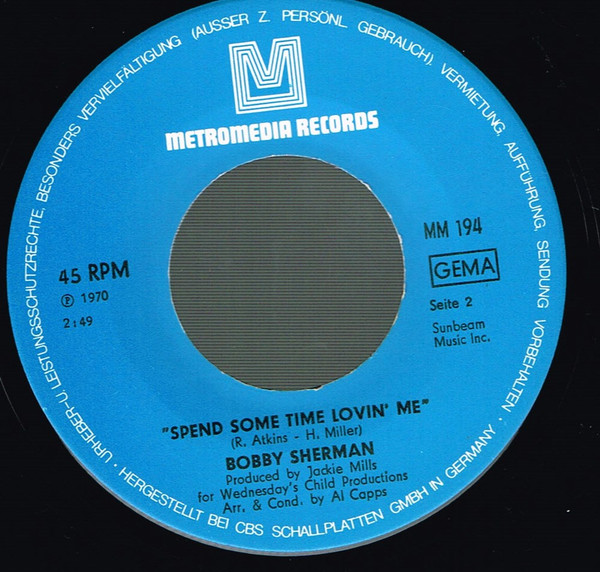 URHEBER-U LEISTUNGSSCHUTZRECHTE, BESONDERS VERVIELFÄLTIGUNG (AUSSER Z. PERSÖNL. GEBRAUCH), VERMIETUNG, AUFFÜHRUNG, SENDUNG VORBEHALTEN ·
M
METROMEDIA RECORDS
45 RPM
Ⓟ 1970
2:49
MM 194
GEMA
Seite 2
Sunbeam
Music Inc.
"SPEND SOME TIME LOVIN' ME"
(R. Atkins - H. Miller)
BOBBY SHERMAN
Produced by Jackie Mills
for Wednesday's Child Productions
Arr. & Cond. by Al Capps
· HERGESTELLT BEI CBS SCHALLPLATTEN GMBH IN GERMANY ·